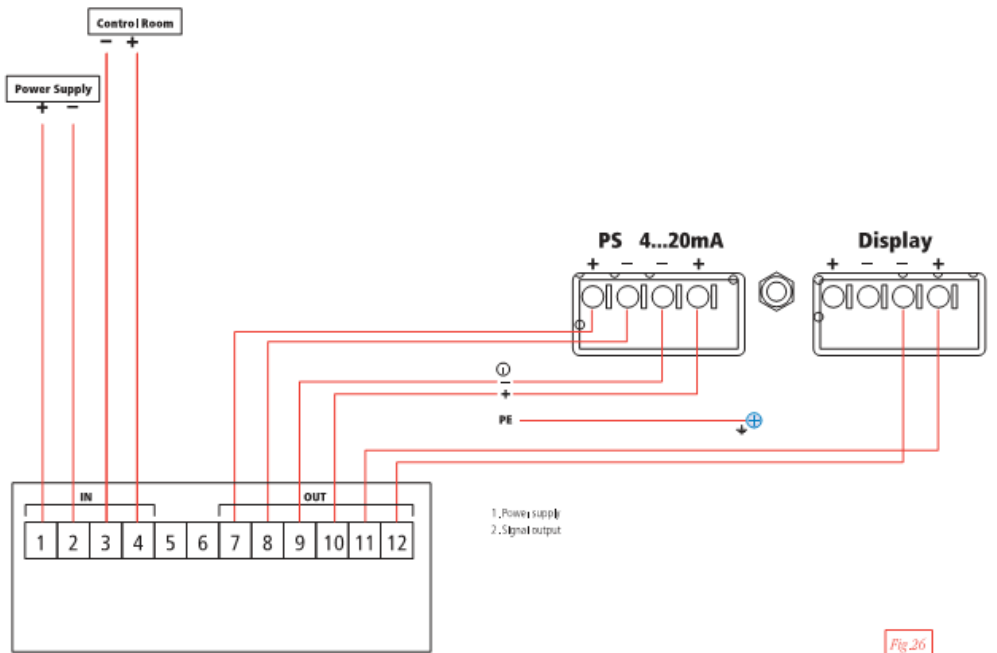 Control Room
− +
Power Supply
+ −
PS 4...20mA
+ − − +
Display
+ − − +
−
+
PE
IN OUT
1 2 3 4 5 6 7 8 9 10 11 12
1.Power supply
2.Signal output
Fig.26